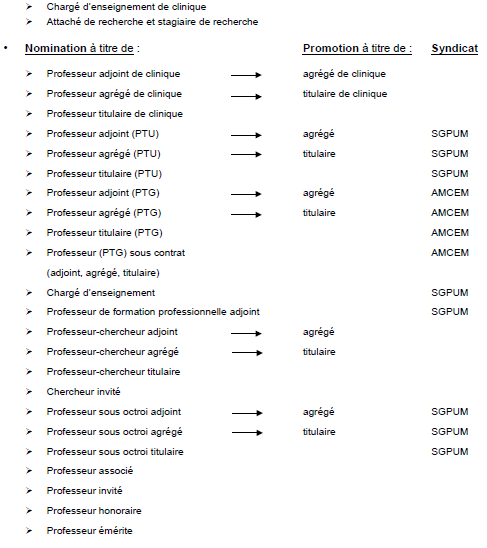 ➢ Chargé d'enseignement de clinique
➢ Attaché de recherche et stagiaire de recherche
• Nomination à titre de : Promotion à titre de : Syndicat
➢ Professeur adjoint de clinique → agrégé de clinique
➢ Professeur agrégé de clinique → titulaire de clinique
➢ Professeur titulaire de clinique
➢ Professeur adjoint (PTU) → agrégé SGPUM
➢ Professeur agrégé (PTU) → titulaire SGPUM
➢ Professeur titulaire (PTU) SGPUM
➢ Professeur adjoint (PTG) → agrégé AMCEM
➢ Professeur agrégé (PTG) → titulaire AMCEM
➢ Professeur titulaire (PTG) AMCEM
➢ Professeur (PTG) sous contrat AMCEM
(adjoint, agrégé, titulaire)
➢ Chargé d'enseignement SGPUM
➢ Professeur de formation professionnelle adjoint SGPUM
➢ Professeur-chercheur adjoint → agrégé
➢ Professeur-chercheur agrégé → titulaire
➢ Professeur-chercheur titulaire
➢ Chercheur invité
➢ Professeur sous octroi adjoint → agrégé SGPUM
➢ Professeur sous octroi agrégé → titulaire SGPUM
➢ Professeur sous octroi titulaire SGPUM
➢ Professeur associé
➢ Professeur invité
➢ Professeur honoraire
➢ Professeur émérite